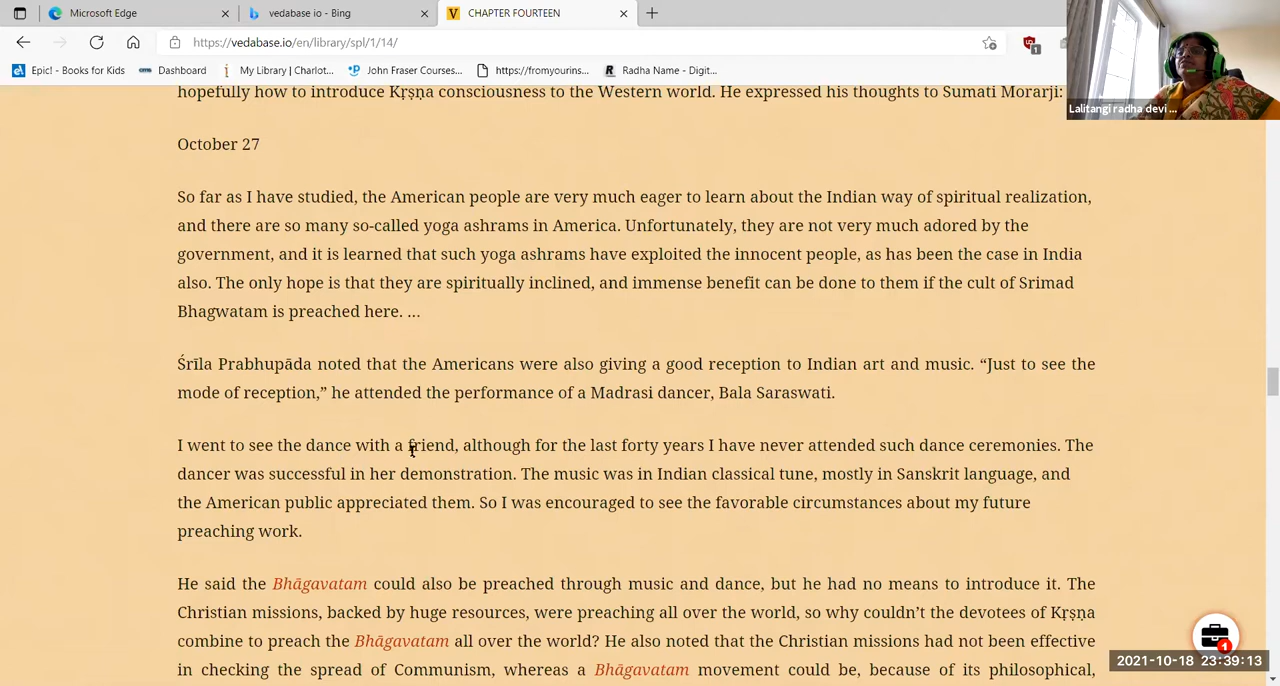 Microsoft Edge
vedabase io - Bing
CHAPTER FOURTEEN
https://vedabase.io/en/library/spl/1/14/
Epic! - Books for Kids
Dashboard
My Library | Charlot...
John Fraser Courses...
https://fromyourins...
Radha Name - Digit...
Lalitangi radha devi ...
hopefully how to introduce Kṛṣṇa consciousness to the Western world. He expressed his thoughts to Sumati Morarji:
October 27
So far as I have studied, the American people are very much eager to learn about the Indian way of spiritual realization,
and there are so many so-called yoga ashrams in America. Unfortunately, they are not very much adored by the
government, and it is learned that such yoga ashrams have exploited the innocent people, as has been the case in India
also. The only hope is that they are spiritually inclined, and immense benefit can be done to them if the cult of Srimad
Bhagwatam is preached here. ...
Śrīla Prabhupāda noted that the Americans were also giving a good reception to Indian art and music. “Just to see the
mode of reception,” he attended the performance of a Madrasi dancer, Bala Saraswati.
I went to see the dance with a friend, although for the last forty years I have never attended such dance ceremonies. The
dancer was successful in her demonstration. The music was in Indian classical tune, mostly in Sanskrit language, and
the American public appreciated them. So I was encouraged to see the favorable circumstances about my future
preaching work.
He said the Bhāgavatam could also be preached through music and dance, but he had no means to introduce it. The
Christian missions, backed by huge resources, were preaching all over the world, so why couldn’t the devotees of Kṛṣṇa
combine to preach the Bhāgavatam all over the world? He also noted that the Christian missions had not been effective
in checking the spread of Communism, whereas a Bhāgavatam movement could be, because of its philosophical,
1
1
2021-10-18 23:39:13